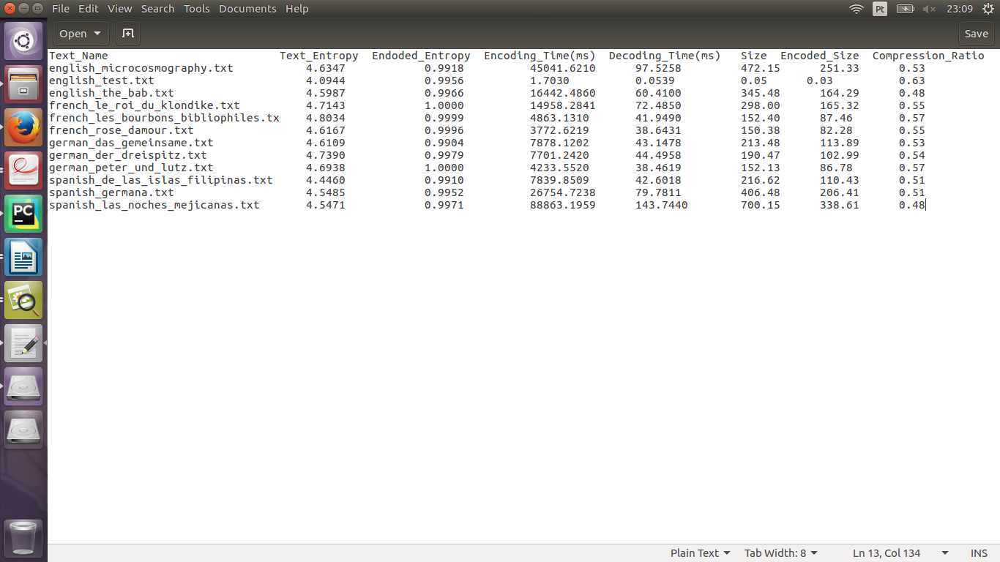 File Edit View Search Tools Documents Help Pt 23:09
Open Save
Text_Name Text_Entropy Endoded_Entropy Encoding_Time(ms) Decoding_Time(ms) Size Encoded_Size Compression_Ratio
english_microcosmography.txt 4.6347 0.9918 45041.6210 97.5258 472.15 251.33 0.53
english_test.txt 4.0944 0.9956 1.7030 0.0539 0.05 0.03 0.63
english_the_bab.txt 4.5987 0.9966 16442.4860 60.4100 345.48 164.29 0.48
french_le_roi_du_klondike.txt 4.7143 1.0000 14958.2841 72.4850 298.00 165.32 0.55
french_les_bourbons_bibliophiles.tx 4.8034 0.9999 4863.1310 41.9490 152.40 87.46 0.57
french_rose_damour.txt 4.6167 0.9996 3772.6219 38.6431 150.38 82.28 0.55
german_das_gemeinsame.txt 4.6109 0.9904 7878.1202 43.1478 213.48 113.89 0.53
german_der_dreispitz.txt 4.7390 0.9979 7701.2420 44.4958 190.47 102.99 0.54
german_peter_und_lutz.txt 4.6938 1.0000 4233.5520 38.4619 152.13 86.78 0.57
spanish_de_las_islas_filipinas.txt 4.4460 0.9910 7839.8509 42.6018 216.62 110.43 0.51
spanish_germana.txt 4.5485 0.9952 26754.7238 79.7811 406.48 206.41 0.51
spanish_las_noches_mejicanas.txt 4.5471 0.9971 88863.1959 143.7440 700.15 338.61 0.48
PC
Plain Text Tab Width: 8 Ln 13, Col 134 INS